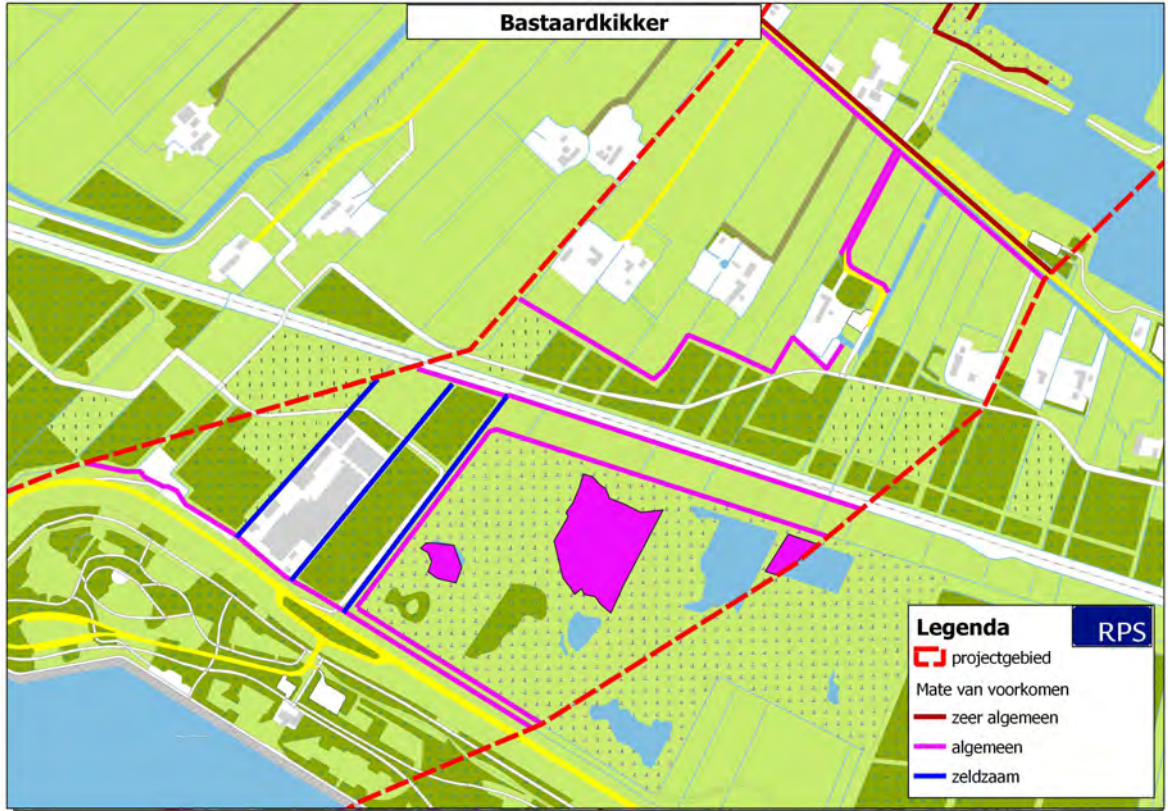 Bastaardkikker
Legenda
RPS
projectgebied
Mate van voorkomen
zeer algemeen
algemeen
zeldzaam